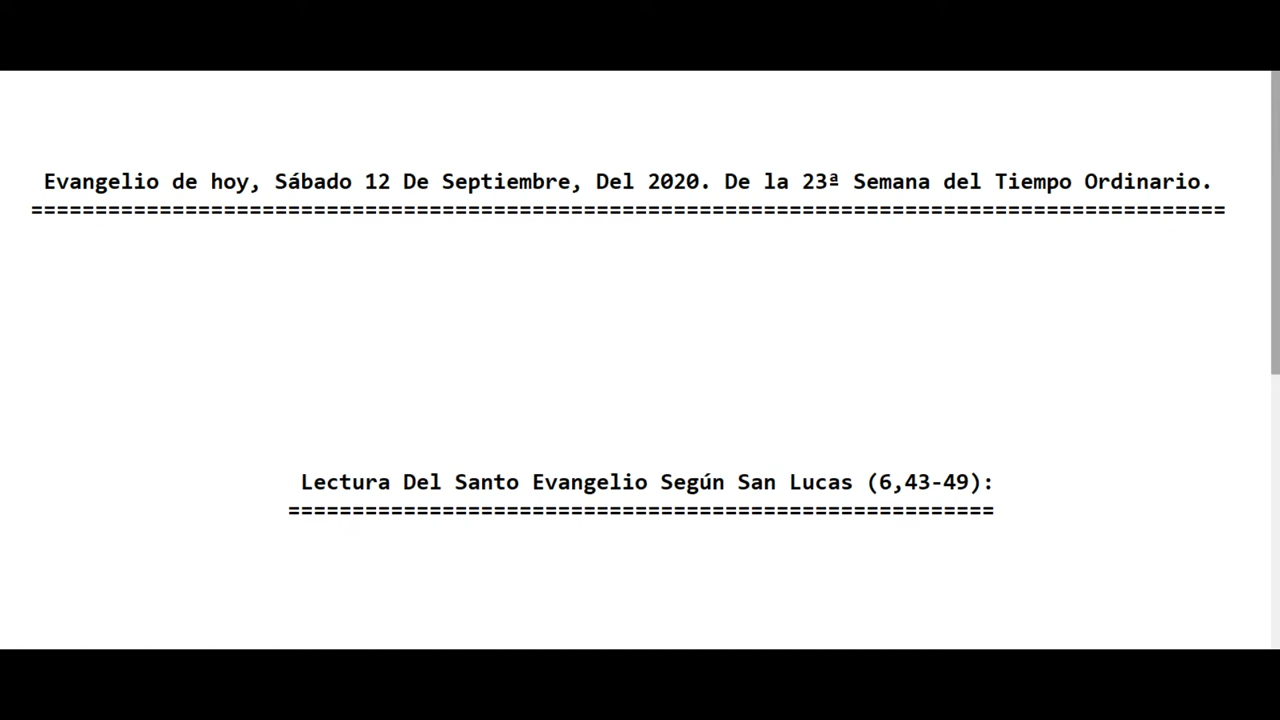 Evangelio de hoy, Sábado 12 De Septiembre, Del 2020. De la 23ª Semana del Tiempo Ordinario.
=============================================================================================
Lectura Del Santo Evangelio Según San Lucas (6,43-49):
=======================================================